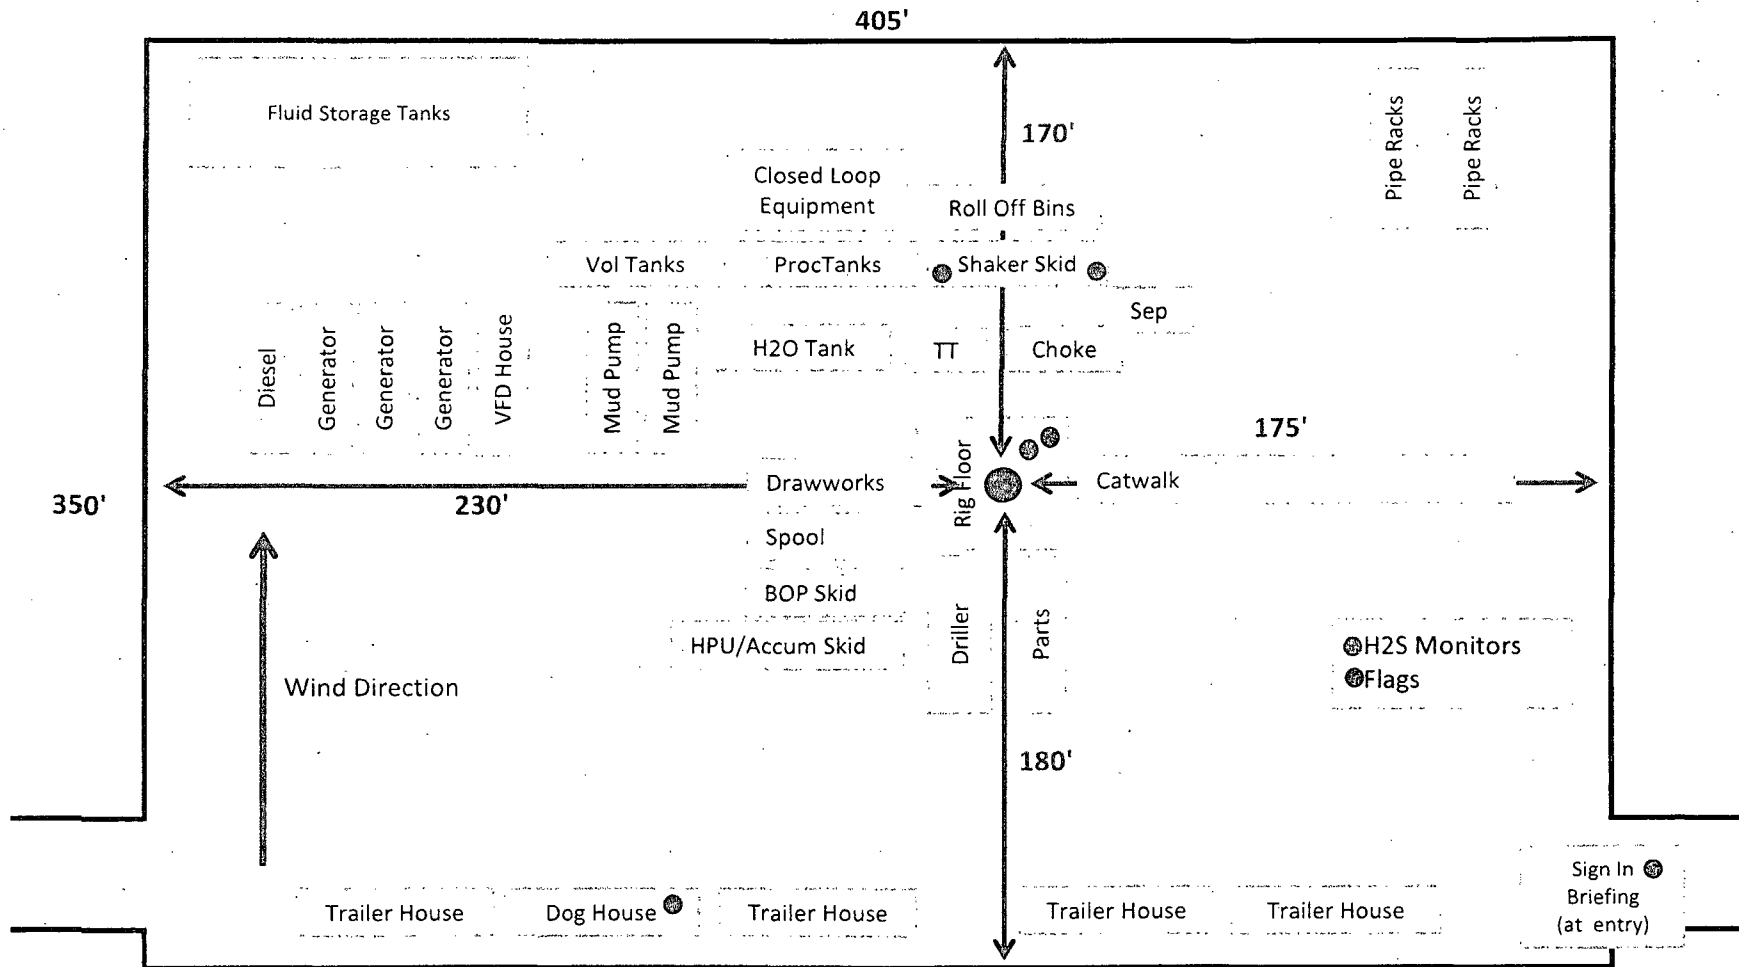 405'
Fluid Storage Tanks
170'
Pipe Racks
Pipe Racks
Closed Loop
Equipment
Roll Off Bins
Vol Tanks
ProcTanks
Shaker Skid
Sep
Diesel
Generator
Generator
Generator
VFD House
Mud Pump
Mud Pump
H2O Tank
TT
Choke
175'
350'
230'
Drawworks
Rig Floor
Catwalk
Spool
BOP Skid
HPU/Accum Skid
Driller
Parts
H2S Monitors
Flags
Wind Direction
180'
Trailer House
Dog House
Trailer House
Trailer House
Trailer House
Sign In
Briefing
(at entry)